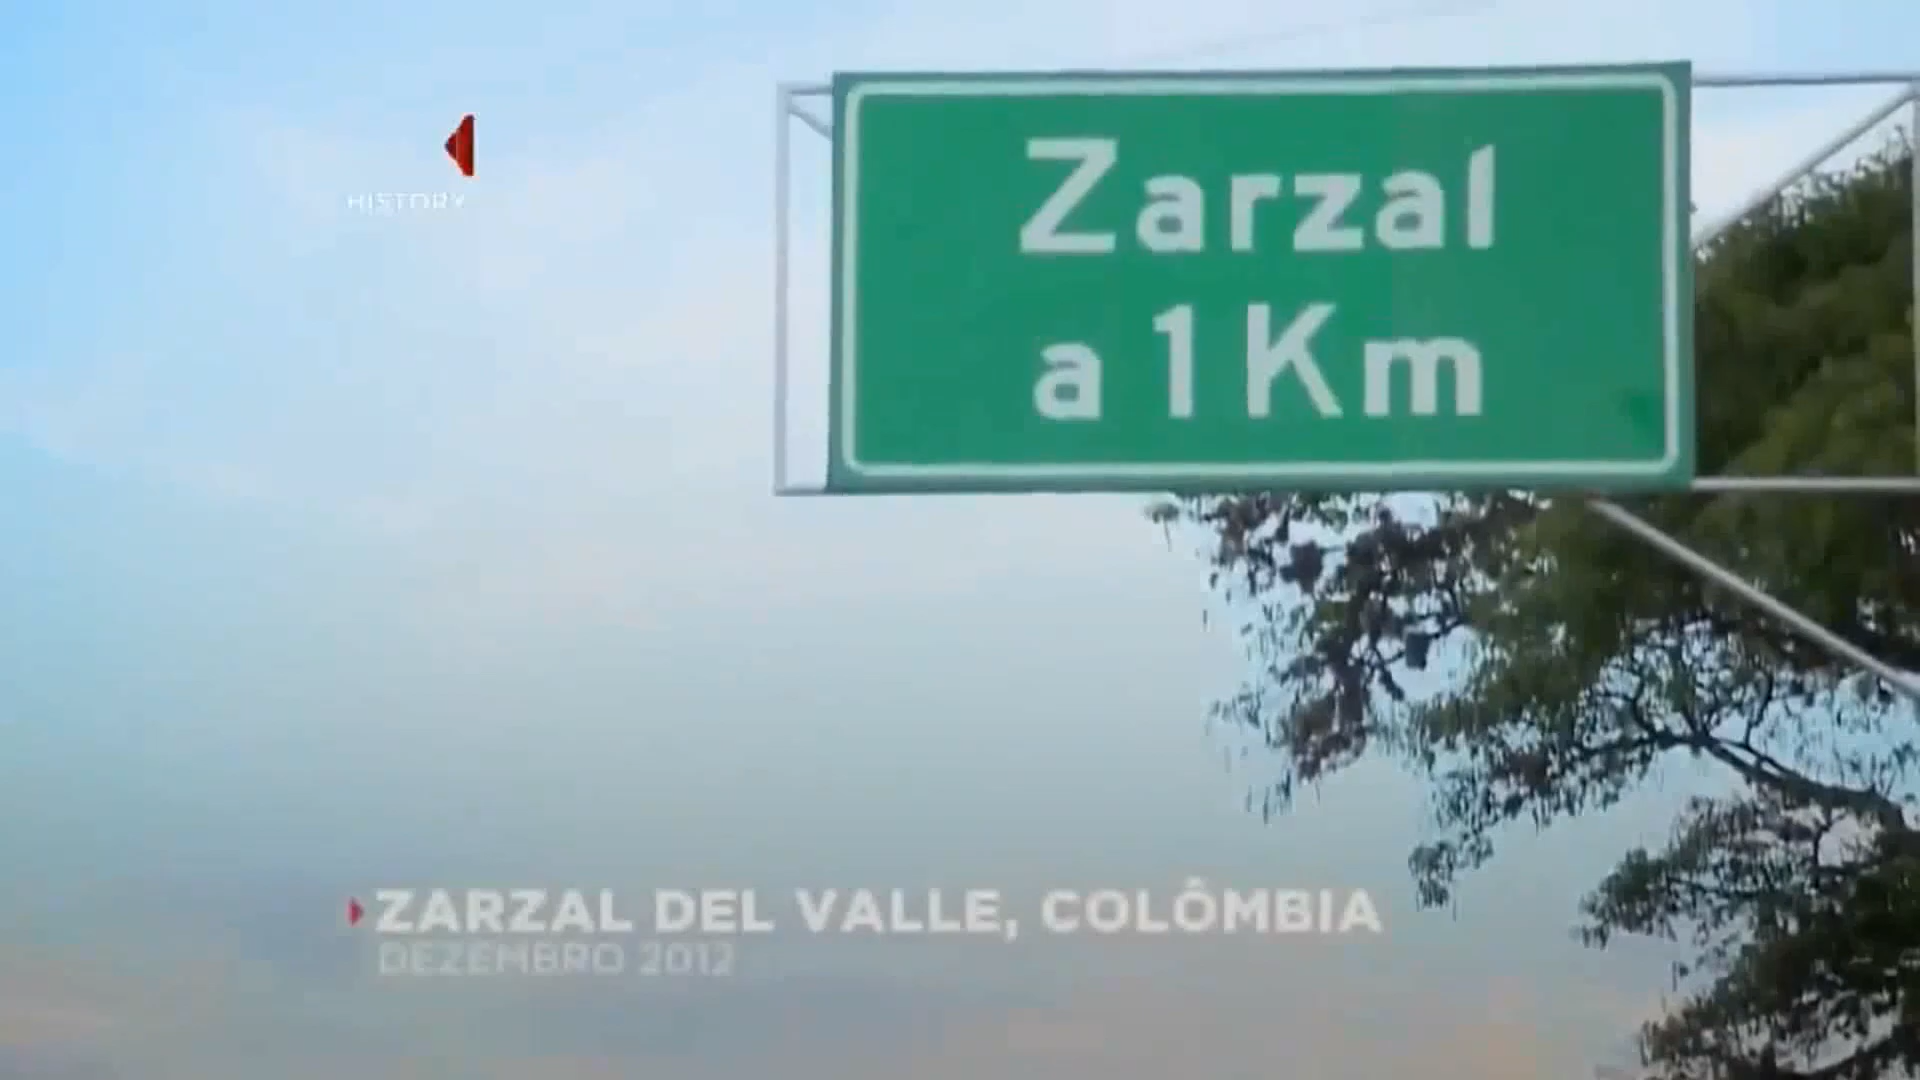 HISTORY
Zarzal
a 1 Km
ZARZAL DEL VALLE, COLÔMBIA
DEZEMBRO 2012